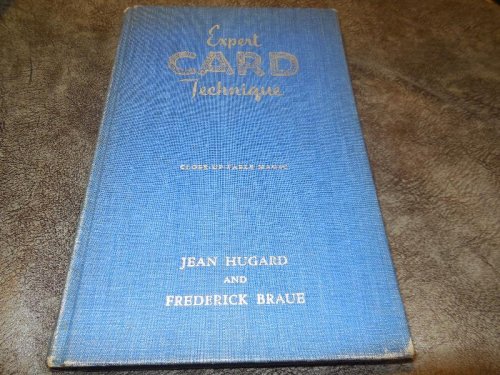 Expert
CARD
Technique
CLOSE-UP TABLE MAGIC
JEAN HUGARD
AND
FREDERICK BRAUE